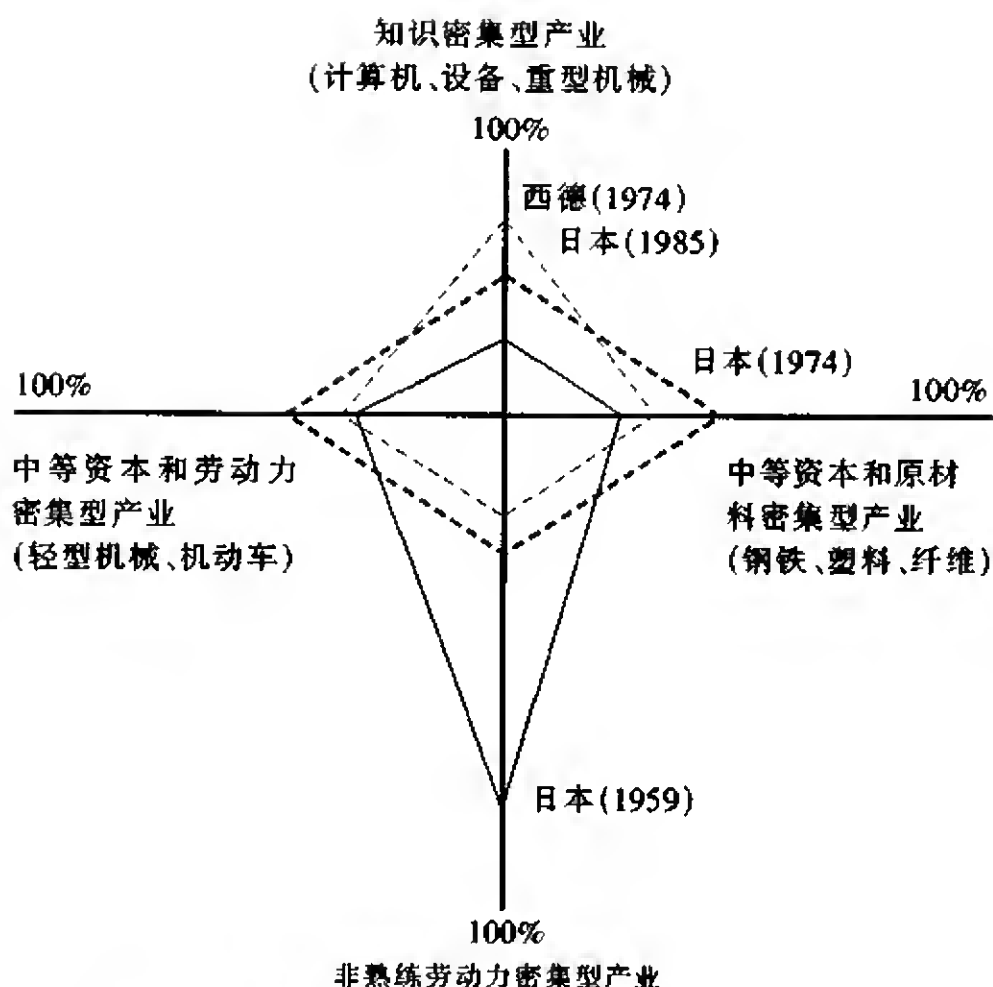 知识密集型产业
(计算机、设备、重型机械)
100%
西德(1974)
日本(1985)
日本(1974)
100%
100%
中等资本和劳动力
密集型产业
(轻型机械、机动车)
中等资本和原材
料密集型产业
(钢铁、塑料、纤维)
日本(1959)
100%
非熟练劳动力密集型产业